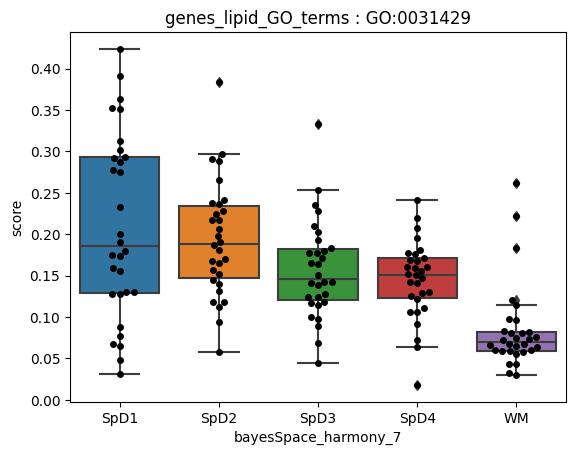 genes_lipid_GO_terms : GO:0031429
0.40
0.35
0.30
0.25
0.20
0.15
0.10
0.05
0.00
score
SpD1 SpD2 SpD3 SpD4 WM
bayesSpace_harmony_7